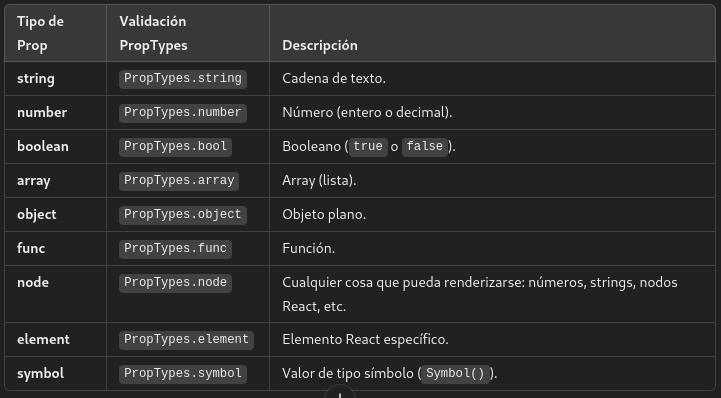 Tipo de Prop Validación PropTypes Descripción
string PropTypes.string Cadena de texto.
number PropTypes.number Número (entero o decimal).
boolean PropTypes.bool Booleano (true o false).
array PropTypes.array Array (lista).
object PropTypes.object Objeto plano.
func PropTypes.func Función.
node PropTypes.node Cualquier cosa que pueda renderizarse: números, strings, nodos
React, etc.
element PropTypes.element Elemento React específico.
symbol PropTypes.symbol Valor de tipo símbolo (Symbol()).